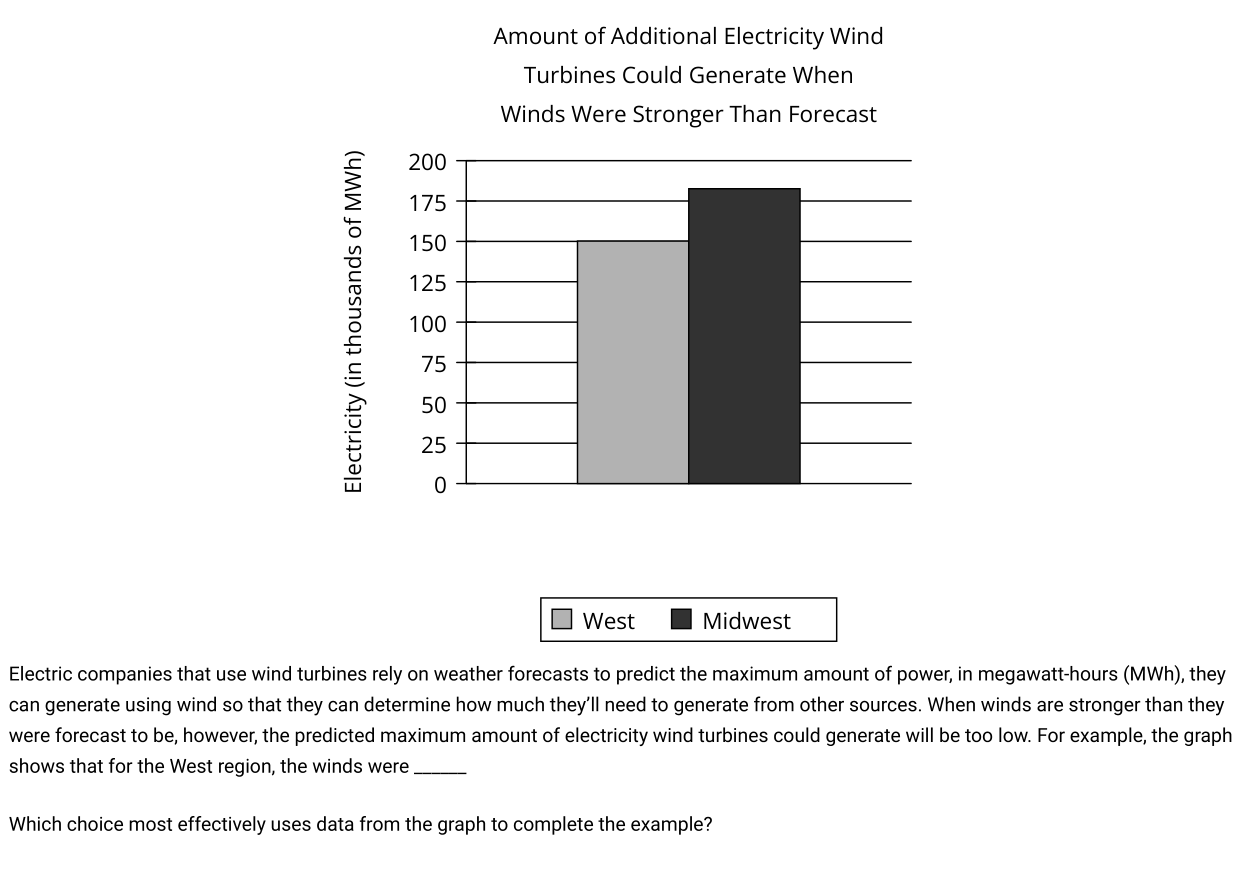 Amount of Additional Electricity Wind
Turbines Could Generate When
Winds Were Stronger Than Forecast
Electricity (in thousands of MWh)
200
175
150
125
100
75
50
25
0
West Midwest
Electric companies that use wind turbines rely on weather forecasts to predict the maximum amount of power, in megawatt-hours (MWh), they
can generate using wind so that they can determine how much they’ll need to generate from other sources. When winds are stronger than they
were forecast to be, however, the predicted maximum amount of electricity wind turbines could generate will be too low. For example, the graph
shows that for the West region, the winds were ______
Which choice most effectively uses data from the graph to complete the example?